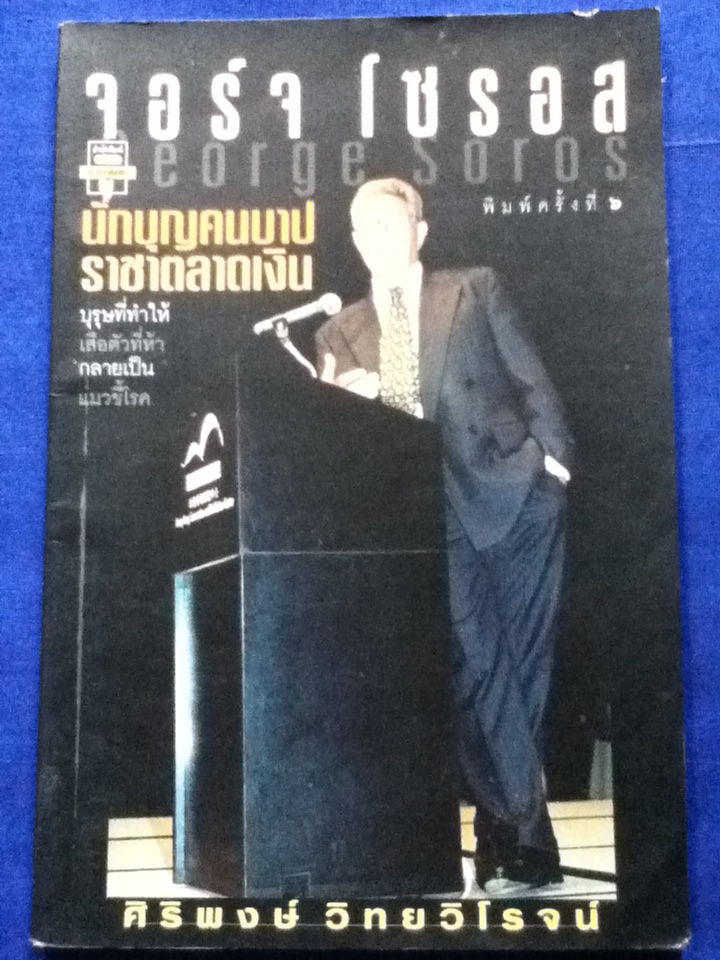 จอร์จ โซรอส
George Soros
พิมพ์ครั้งที่ ๖
นักบุญคนบาป
ราชาตลาดเงิน
บุรุษที่ทำให้
เสือตัวที่ห้า
กลายเป็น
แมวขี้โรค
ศิริพงษ์ วิทยวิโรจน์